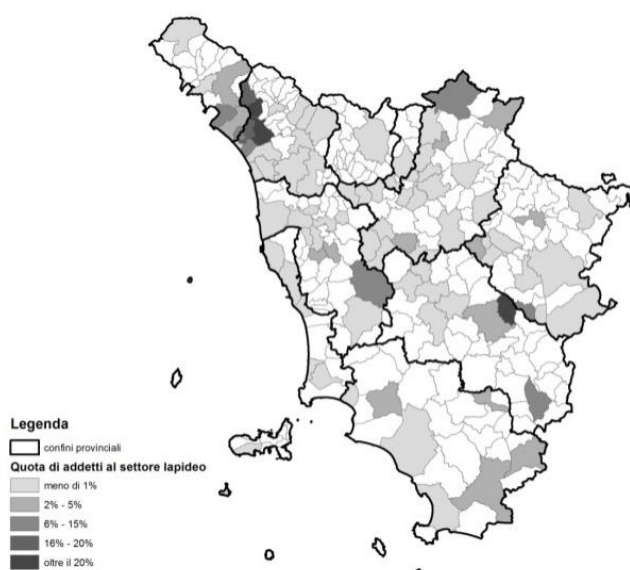 Legenda
confini provinciali
Quota di addetti al settore lapideo
meno di 1%
2% - 5%
6% - 15%
16% - 20%
oltre il 20%